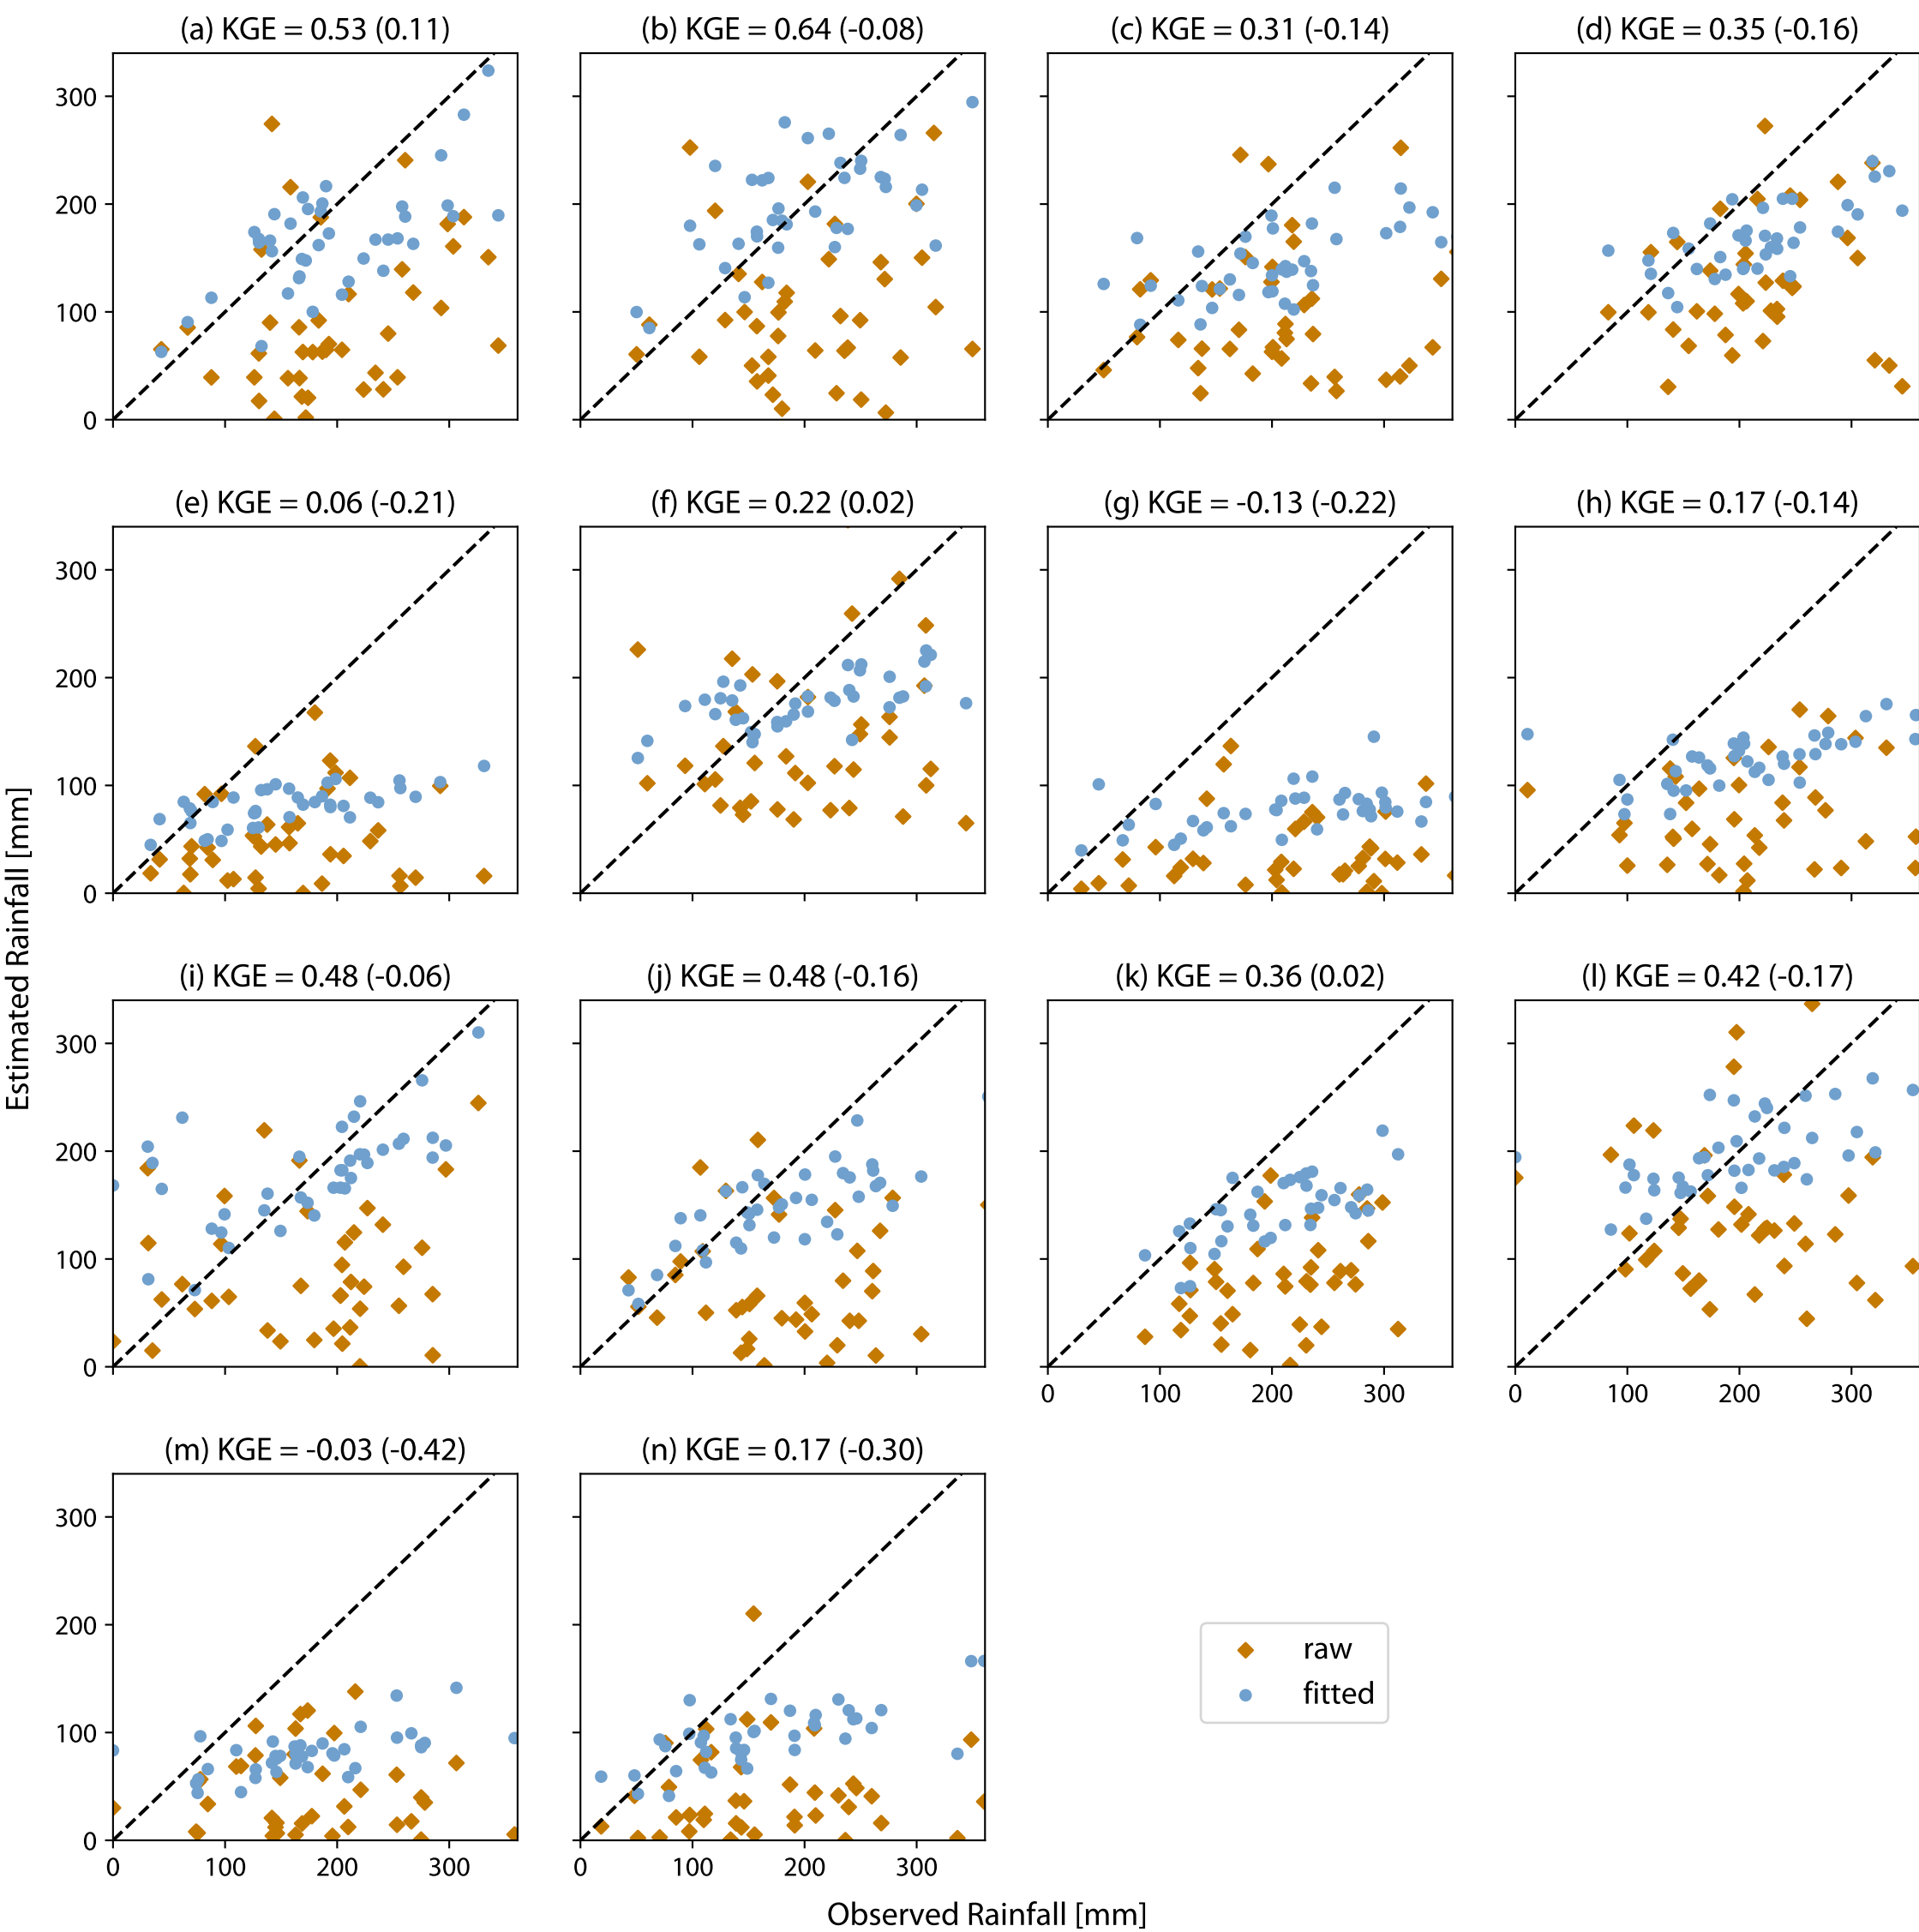 (a) KGE = 0.53 (0.11)
(b) KGE = 0.64 (-0.08)
(c) KGE = 0.31 (-0.14)
(d) KGE = 0.35 (-0.16)
300
200
100
0
(e) KGE = 0.06 (-0.21)
(f) KGE = 0.22 (0.02)
(g) KGE = -0.13 (-0.22)
(h) KGE = 0.17 (-0.14)
300
200
100
0
Estimated Rainfall [mm]
(i) KGE = 0.48 (-0.06)
(j) KGE = 0.48 (-0.16)
(k) KGE = 0.36 (0.02)
(l) KGE = 0.42 (-0.17)
300
200
100
0
0 100 200 300
0 100 200 300
(m) KGE = -0.03 (-0.42)
(n) KGE = 0.17 (-0.30)
300
200
100
0
0 100 200 300
0 100 200 300
raw
fitted
Observed Rainfall [mm]